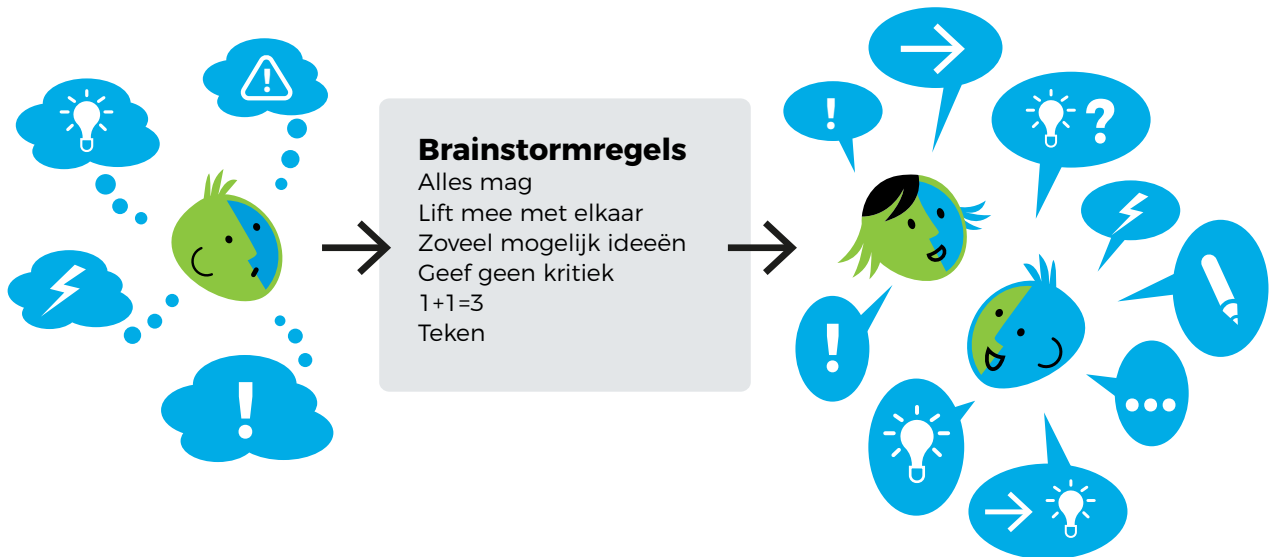 Brainstormregels
Alles mag
Lift mee met elkaar
Zoveel mogelijk ideeën
Geef geen kritiek
1+1=3
Teken
!
!
!
?
!